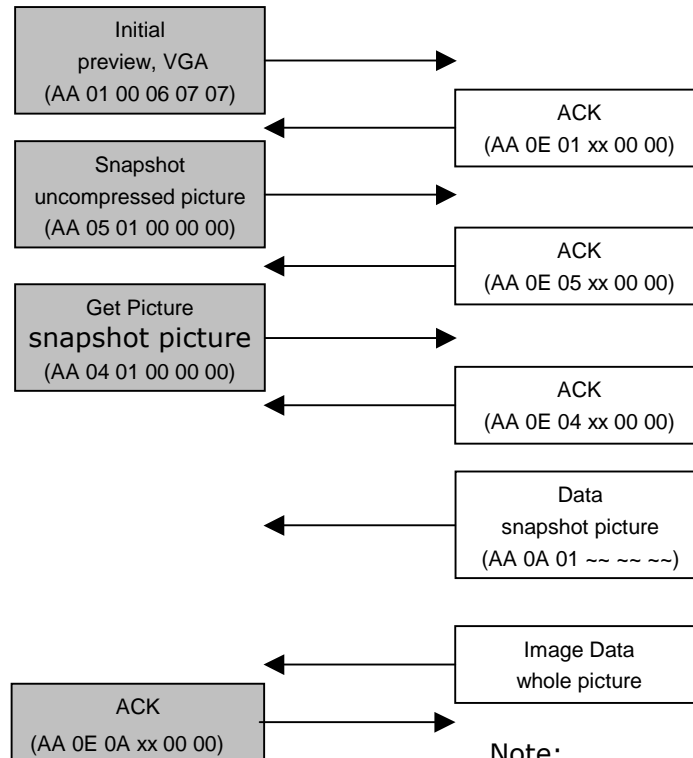 Initial
preview, VGA
(AA 01 00 06 07 07)
ACK
(AA 0E 01 xx 00 00)
Snapshot
uncompressed picture
(AA 05 01 00 00 00)
ACK
(AA 0E 05 xx 00 00)
Get Picture
snapshot picture
(AA 04 01 00 00 00)
ACK
(AA 0E 04 xx 00 00)
Data
snapshot picture
(AA 0A 01 ~~ ~~ ~~)
Image Data
whole picture
ACK
(AA 0E 0A xx 00 00)
Note: